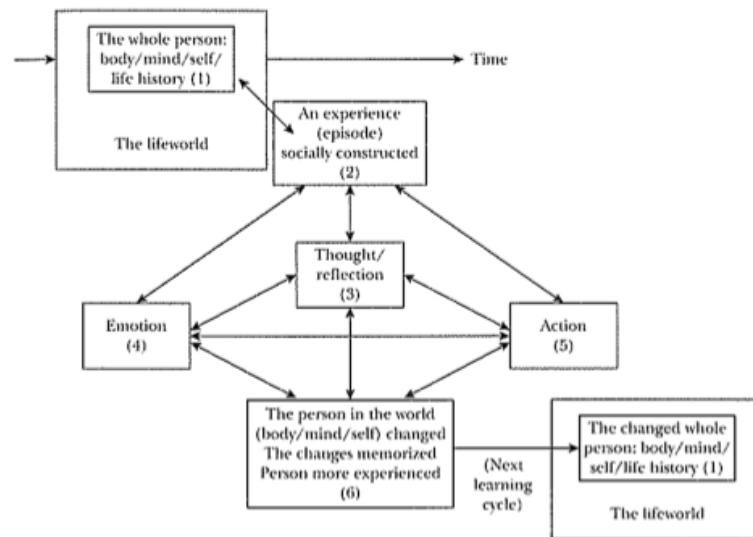 The whole person:
body/mind/self/
life history (1)
The lifeworld
Time
An experience
(episode)
socially constructed
(2)
Thought/
reflection
(3)
Emotion
(4)
Action
(5)
The person in the world
(body/mind/self) changed
The changes memorized
Person more experienced
(6)
(Next
learning
cycle)
The changed whole
person: body/mind/
self/life history (1)
The lifeworld